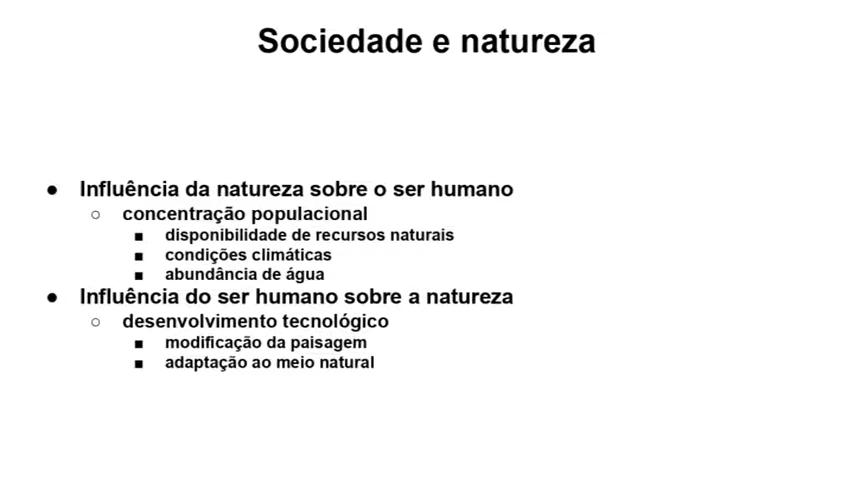 Sociedade e natureza
● Influência da natureza sobre o ser humano
○ concentração populacional
■ disponibilidade de recursos naturais
■ condições climáticas
■ abundância de água
● Influência do ser humano sobre a natureza
○ desenvolvimento tecnológico
■ modificação da paisagem
■ adaptação ao meio natural